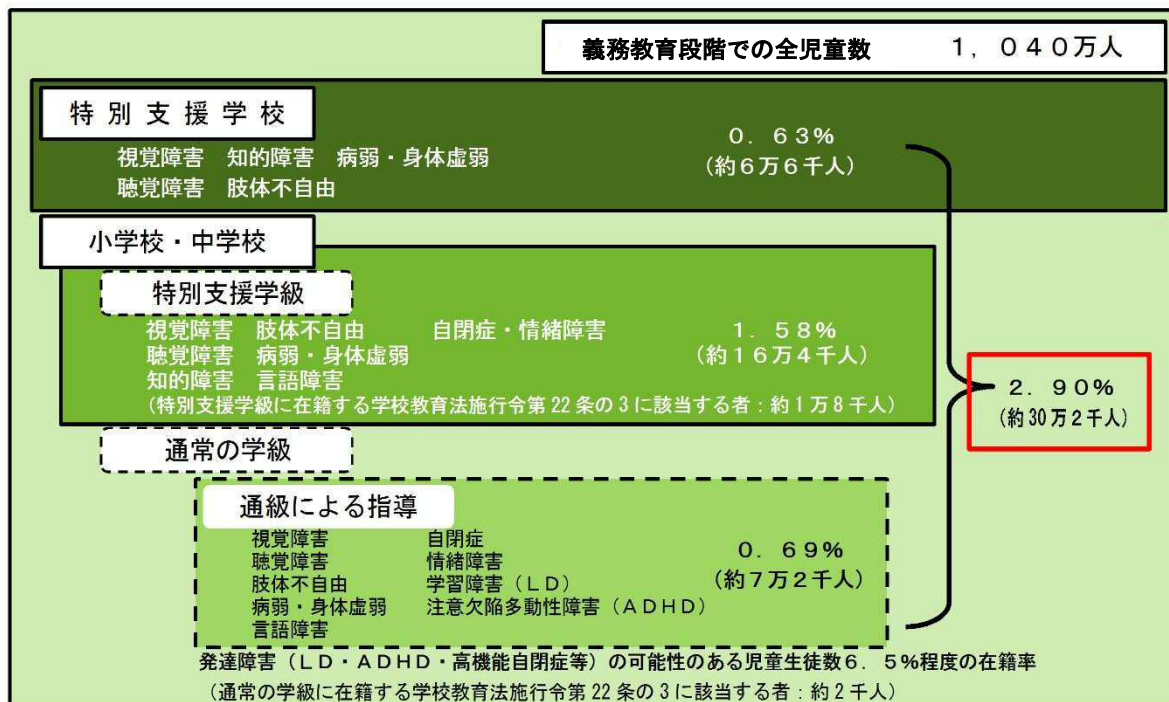 義務教育段階での全児童数　１，０４０万人
特別支援学校
視覚障害　知的障害　病弱・身体虚弱
聴覚障害　肢体不自由
０．６３％
（約６万６千人）
小学校・中学校
特別支援学級
視覚障害　肢体不自由　自閉症・情緒障害
聴覚障害　病弱・身体虚弱
知的障害　言語障害
１．５８％
（約１６万４千人）
（特別支援学級に在籍する学校教育法施行令第22条の3に該当する者：約１万８千人）
２．９０％
（約30万２千人）
通常の学級
通級による指導
視覚障害　自閉症
聴覚障害　情緒障害
肢体不自由　学習障害（ＬＤ）
病弱・身体虚弱　注意欠陥多動性障害（ＡＤＨＤ）
言語障害
０．６９％
（約７万２千人）
発達障害（ＬＤ・ＡＤＨＤ・高機能自閉症等）の可能性のある児童生徒数６．５％程度の在籍率
（通常の学級に在籍する学校教育法施行令第22条の3に該当する者：約２千人）